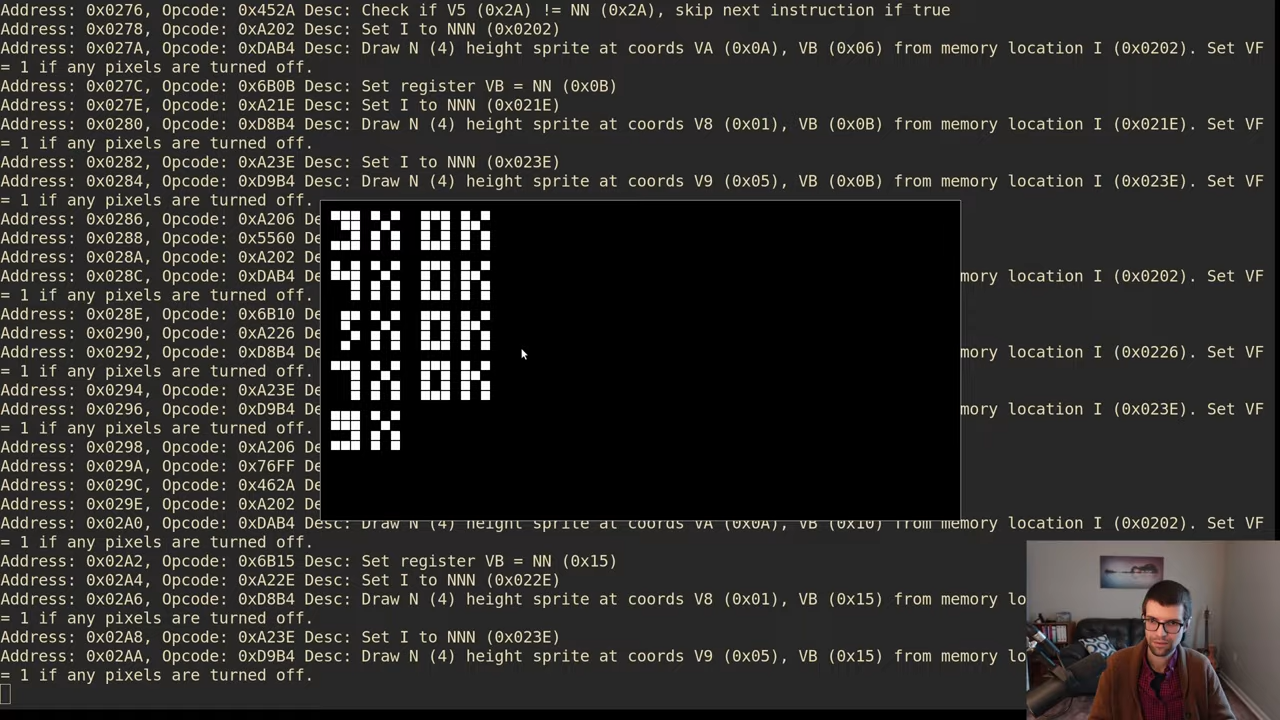 Address: 0x0276, Opcode: 0x452A Desc: Check if V5 (0x2A) != NN (0x2A), skip next instruction if true
Address: 0x0278, Opcode: 0xA202 Desc: Set I to NNN (0x0202)
Address: 0x027A, Opcode: 0xDAB4 Desc: Draw N (4) height sprite at coords VA (0x0A), VB (0x06) from memory location I (0x0202). Set VF
= 1 if any pixels are turned off.
Address: 0x027C, Opcode: 0x6B0B Desc: Set register VB = NN (0x0B)
Address: 0x027E, Opcode: 0xA21E Desc: Set I to NNN (0x021E)
Address: 0x0280, Opcode: 0xD8B4 Desc: Draw N (4) height sprite at coords V8 (0x01), VB (0x0B) from memory location I (0x021E). Set VF
= 1 if any pixels are turned off.
Address: 0x0282, Opcode: 0xA23E Desc: Set I to NNN (0x023E)
Address: 0x0284, Opcode: 0xD9B4 Desc: Draw N (4) height sprite at coords V9 (0x05), VB (0x0B) from memory location I (0x023E). Set VF
= 1 if any pixels are turned off.
Address: 0x0286, Opcode: 0xA206 De
Address: 0x0288, Opcode: 0x5560 De
Address: 0x028A, Opcode: 0xA202 De
Address: 0x028C, Opcode: 0xDAB4 De mory location I (0x0202). Set VF
= 1 if any pixels are turned off.
Address: 0x028E, Opcode: 0x6B10 De
Address: 0x0290, Opcode: 0xA226 De
Address: 0x0292, Opcode: 0xD8B4 De mory location I (0x0226). Set VF
= 1 if any pixels are turned off.
Address: 0x0294, Opcode: 0xA23E De
Address: 0x0296, Opcode: 0xD9B4 De mory location I (0x023E). Set VF
= 1 if any pixels are turned off.
Address: 0x0298, Opcode: 0xA206 De
Address: 0x029A, Opcode: 0x76FF De
Address: 0x029C, Opcode: 0x462A De
Address: 0x029E, Opcode: 0xA202 De
Address: 0x02A0, Opcode: 0xDAB4 Desc: Draw N (4) height sprite at coords VA (0x0A), VB (0x10) from memory location I (0x0202). Set VF
= 1 if any pixels are turned off.
Address: 0x02A2, Opcode: 0x6B15 Desc: Set register VB = NN (0x15)
Address: 0x02A4, Opcode: 0xA22E Desc: Set I to NNN (0x022E)
Address: 0x02A6, Opcode: 0xD8B4 Desc: Draw N (4) height sprite at coords V8 (0x01), VB (0x15) from memory lo
= 1 if any pixels are turned off.
Address: 0x02A8, Opcode: 0xA23E Desc: Set I to NNN (0x023E)
Address: 0x02AA, Opcode: 0xD9B4 Desc: Draw N (4) height sprite at coords V9 (0x05), VB (0x15) from memory lo
= 1 if any pixels are turned off.
3X OK
4X OK
5X OK
7X OK
9X